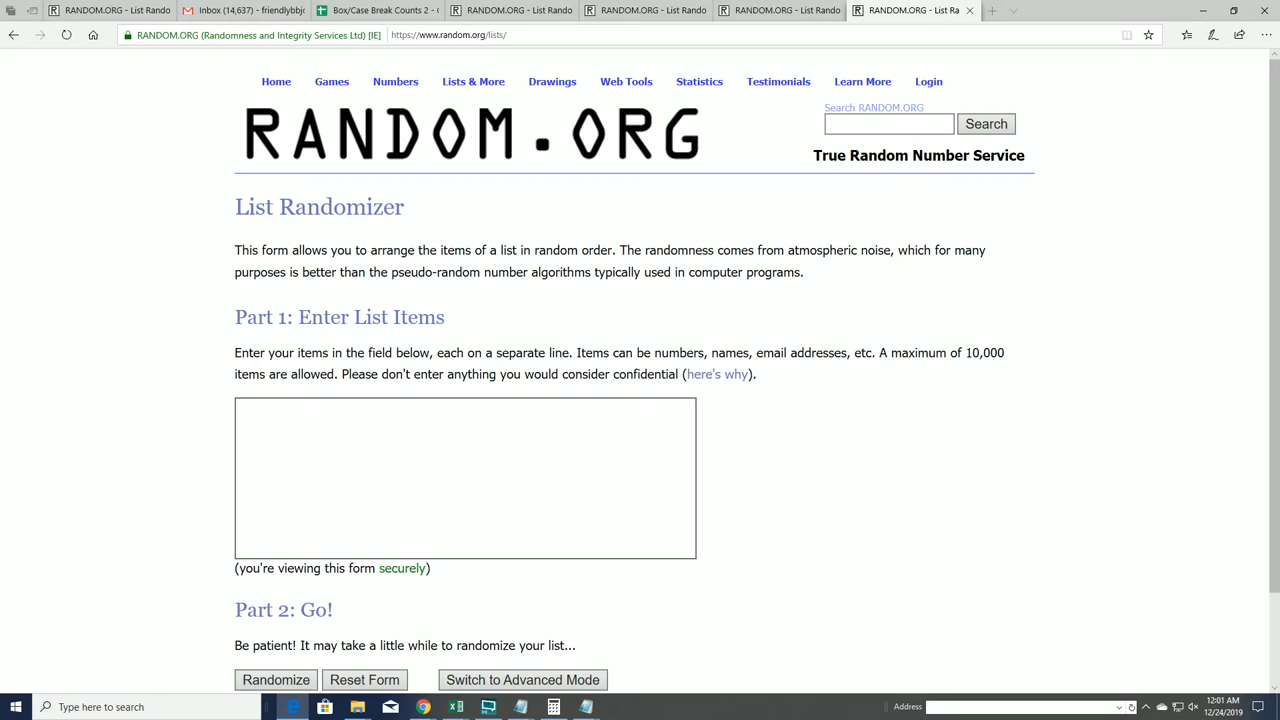 RANDOM.ORG - List Rando
Inbox (14,637) - friendlybbjc
Box/Case Break Counts 2 - G
RANDOM.ORG - List Rando
RANDOM.ORG - List Rando
RANDOM.ORG - List Rando
RANDOM.ORG - List Ra
RANDOM.ORG (Randomness and Integrity Services Ltd) [IE]
https://www.random.org/lists/
Home Games Numbers Lists & More Drawings Web Tools Statistics Testimonials Learn More Login
RANDOM.ORG
Search RANDOM.ORG
Search
True Random Number Service
List Randomizer
This form allows you to arrange the items of a list in random order. The randomness comes from atmospheric noise, which for many
purposes is better than the pseudo-random number algorithms typically used in computer programs.
Part 1: Enter List Items
Enter your items in the field below, each on a separate line. Items can be numbers, names, email addresses, etc. A maximum of 10,000
items are allowed. Please don't enter anything you would consider confidential (here's why).
(you're viewing this form securely)
Part 2: Go!
Be patient! It may take a little while to randomize your list...
Randomize Reset Form Switch to Advanced Mode
Type here to search
Address
12:01 AM
12/24/2019